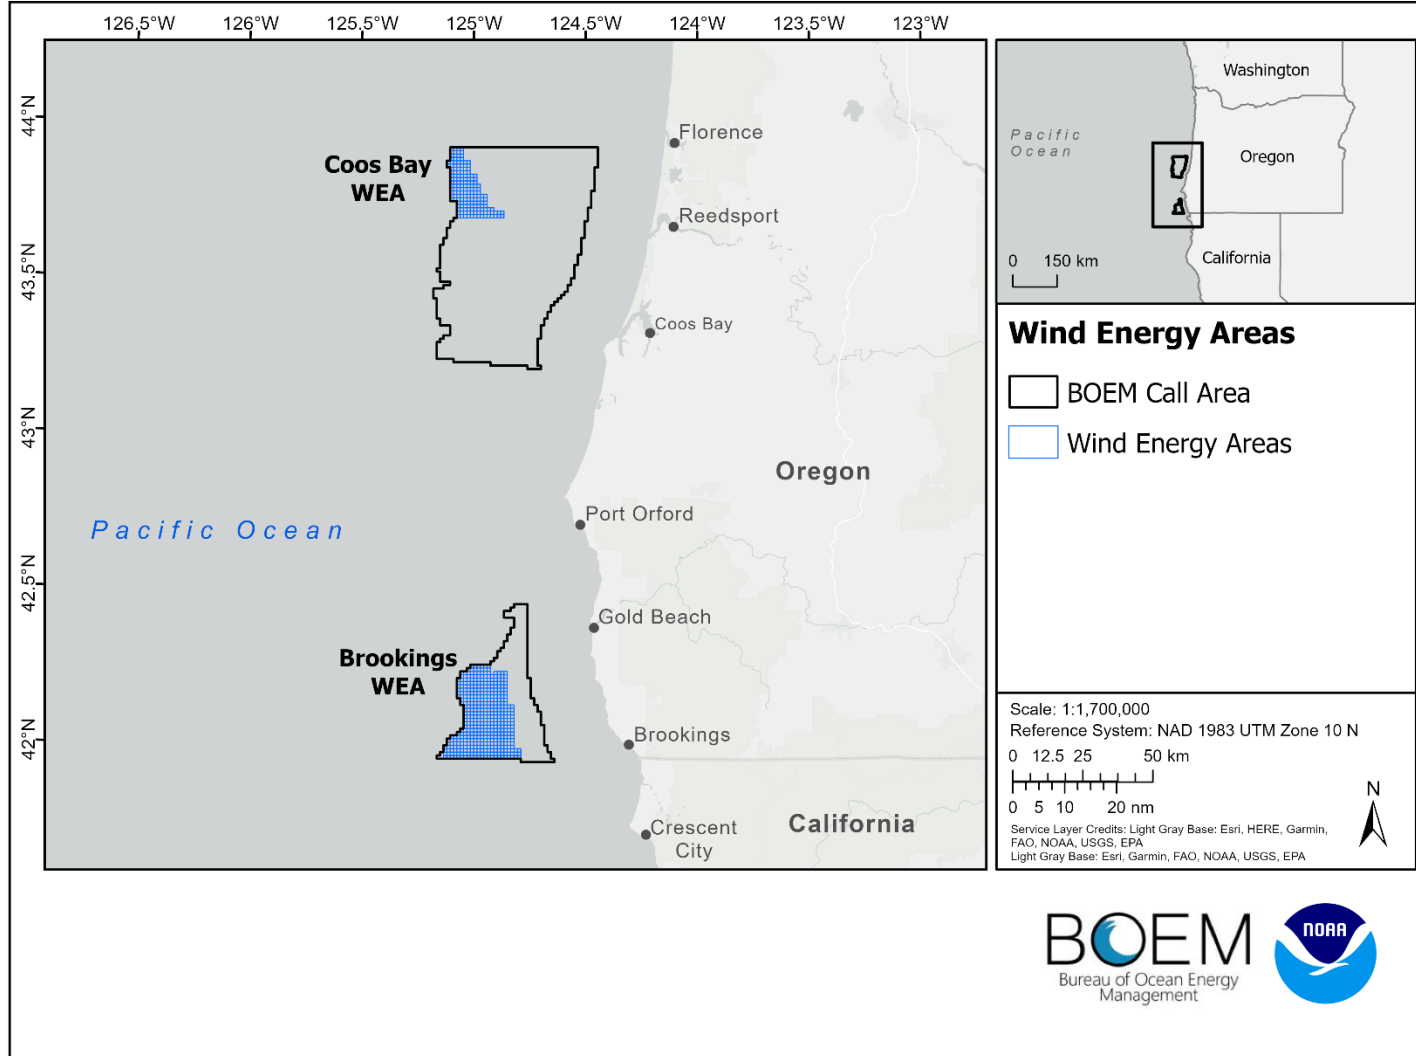 126.5°W 126°W 125.5°W 125°W 124.5°W 124°W 123.5°W 123°W
44°N
43.5°N
43°N
42.5°N
42°N
Coos Bay
WEA
Florence
Reedsport
Coos Bay
Oregon
Port Orford
Pacific Ocean
Gold Beach
Brookings
WEA
Brookings
California
Crescent
City
Washington
Pacific
Ocean
Oregon
0 150 km
California
Wind Energy Areas
BOEM Call Area
Wind Energy Areas
Scale: 1:1,700,000
Reference System: NAD 1983 UTM Zone 10 N
0 12.5 25 50 km
0 5 10 20 nm
N
Service Layer Credits: Light Gray Base: Esri, HERE, Garmin,
FAO, NOAA, USGS, EPA
Light Gray Base: Esri, Garmin, FAO, NOAA, USGS, EPA
BOEM
Bureau of Ocean Energy
Management
NOAA